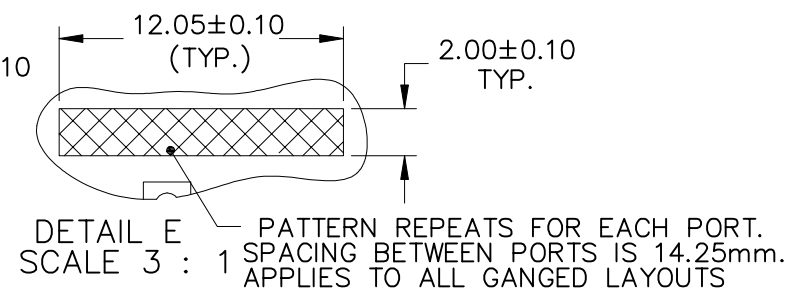 12.05±0.10
(TYP.)
2.00±0.10
TYP.
10
DETAIL E
SCALE 3 : 1
PATTERN REPEATS FOR EACH PORT.
SPACING BETWEEN PORTS IS 14.25mm.
APPLIES TO ALL GANGED LAYOUTS